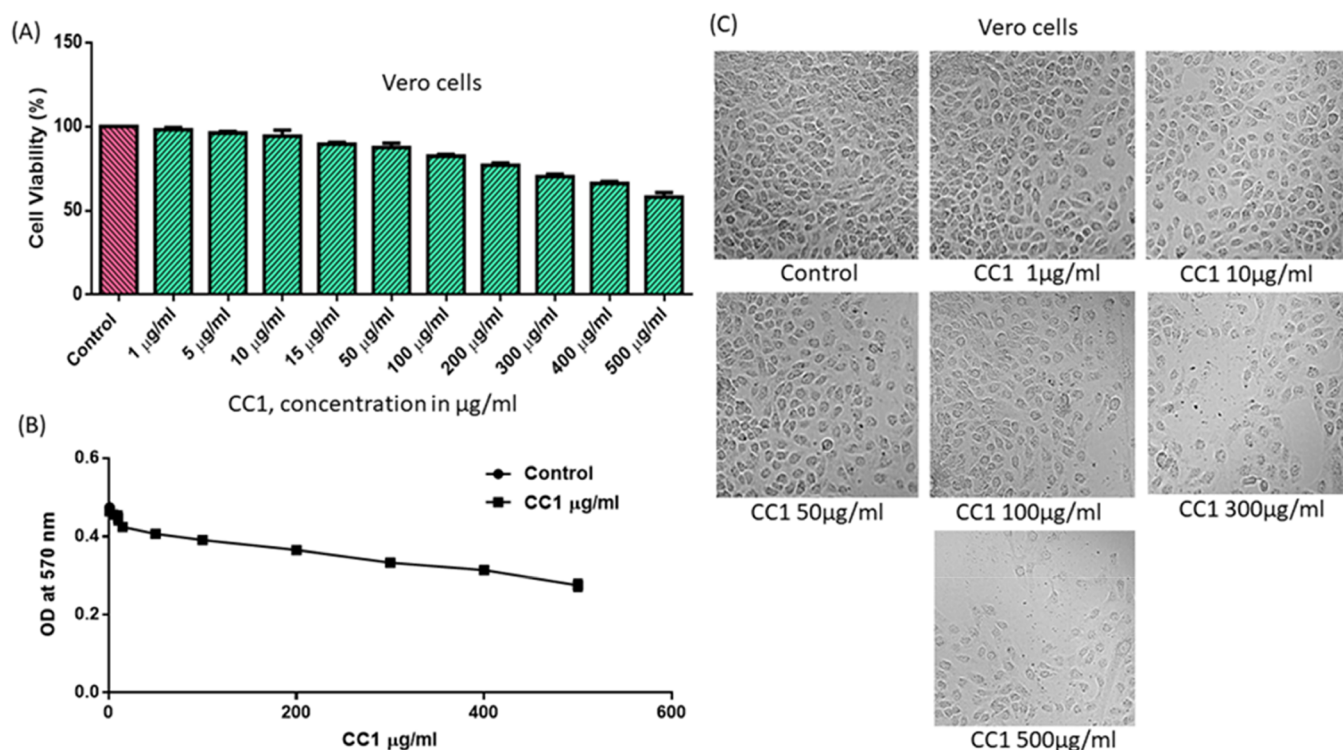 (A)
150
100
50
0
Cell Viability (%)
Vero cells
Control
1 µg/ml
5 µg/ml
10 µg/ml
15 µg/ml
50 µg/ml
100 µg/ml
200 µg/ml
300 µg/ml
400 µg/ml
500 µg/ml
CC1, concentration in µg/ml
(B)
0.6
0.4
0.2
0.0
OD at 570 nm
Control
CC1 µg/ml
0 200 400 600
CC1 µg/ml
(C)
Vero cells
Control
CC1 1µg/ml
CC1 10µg/ml
CC1 50µg/ml
CC1 100µg/ml
CC1 300µg/ml
CC1 500µg/ml